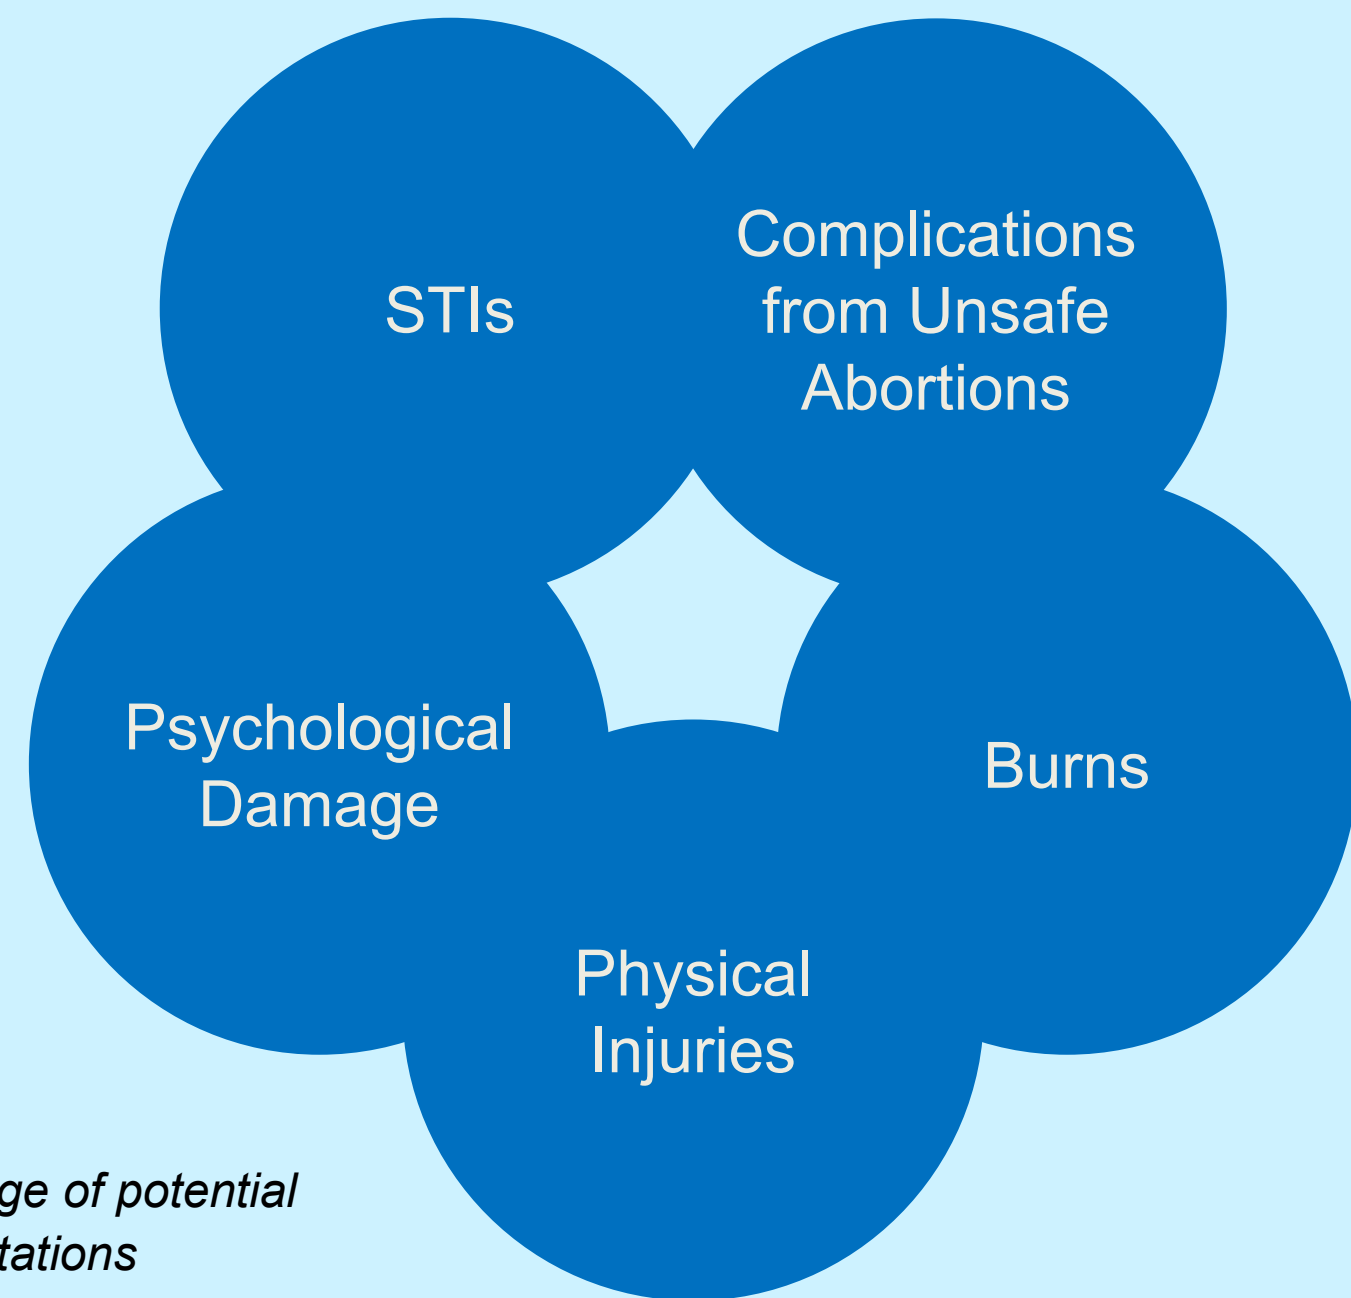 STIs
Complications
from Unsafe
Abortions
Psychological
Damage
Burns
Physical
Injuries
ge of potential
tations